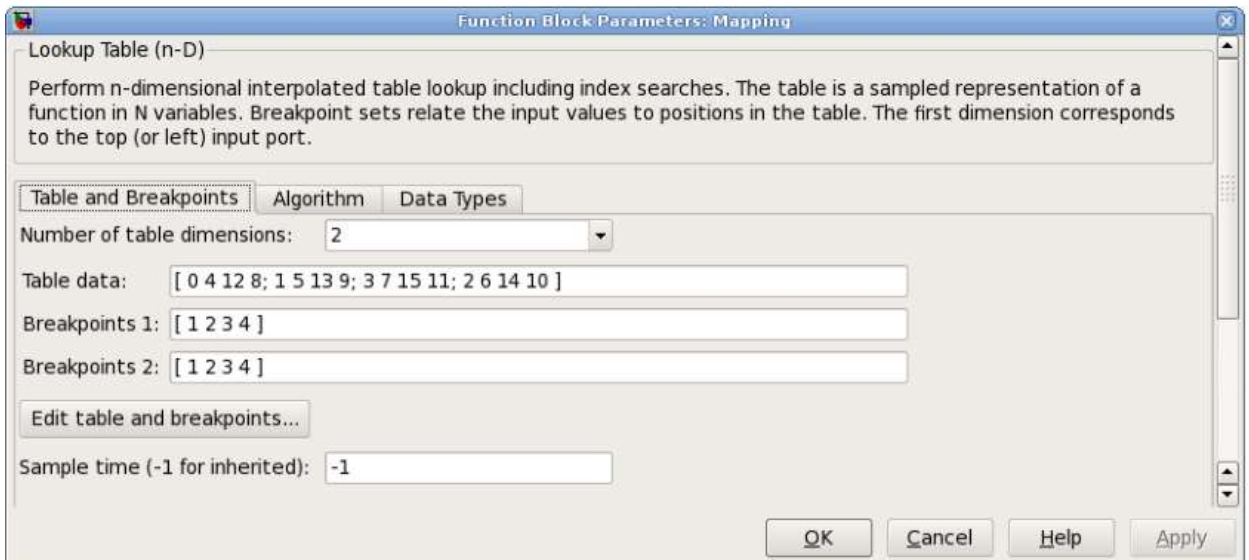 Function Block Parameters: Mapping
Lookup Table (n-D)
Perform n-dimensional interpolated table lookup including index searches. The table is a sampled representation of a
function in N variables. Breakpoint sets relate the input values to positions in the table. The first dimension corresponds
to the top (or left) input port.
Table and Breakpoints Algorithm Data Types
Number of table dimensions: 2
Table data: [ 0 4 12 8; 1 5 13 9; 3 7 15 11; 2 6 14 10 ]
Breakpoints 1: [ 1 2 3 4 ]
Breakpoints 2: [ 1 2 3 4 ]
Edit table and breakpoints...
Sample time (-1 for inherited): -1
OK Cancel Help Apply